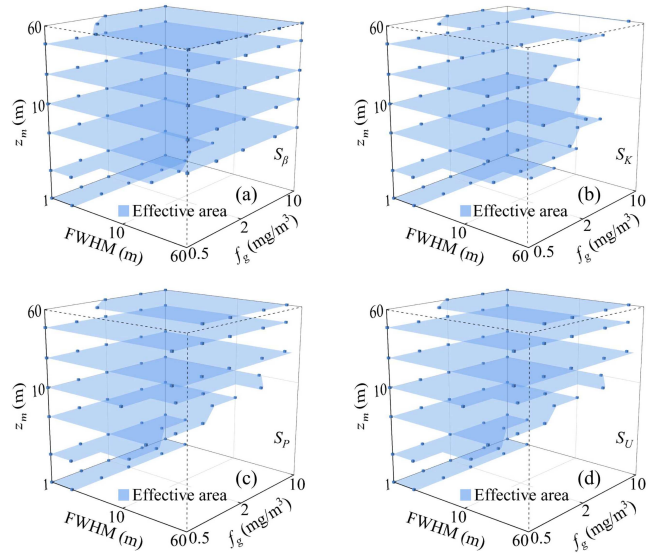 (a)
60
10
1
z_m (m)
FWHM (m)
10
60
0.5
2
10
f_g (mg/m³)
S_β
Effective area
(b)
60
10
1
z_m (m)
FWHM (m)
10
60
0.5
2
10
f_g (mg/m³)
S_K
Effective area
(c)
60
10
1
z_m (m)
FWHM (m)
10
60
0.5
2
10
f_g (mg/m³)
S_P
Effective area
(d)
60
10
1
z_m (m)
FWHM (m)
10
60
0.5
2
10
f_g (mg/m³)
S_U
Effective area